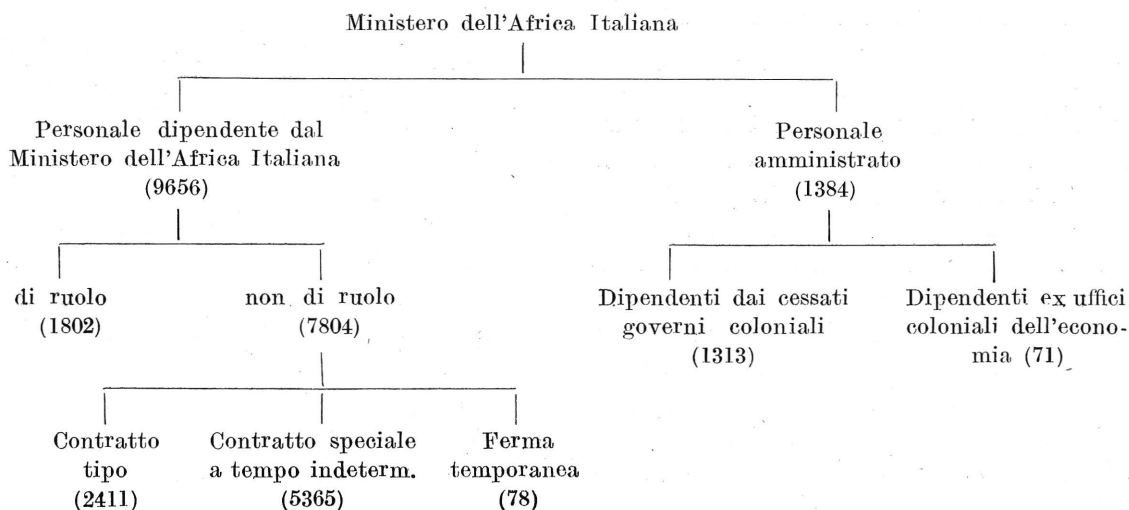 Ministero dell'Africa Italiana
Personale dipendente dal
Ministero dell'Africa Italiana
(9656)
Personale
amministrato
(1384)
di ruolo
(1802)
non di ruolo
(7804)
Dipendenti dai cessati
governi coloniali
(1313)
Dipendenti ex uffici
coloniali dell'econo-
mia (71)
Contratto
tipo
(2411)
Contratto speciale
a tempo indeterm.
(5365)
Ferma
temporanea
(78)